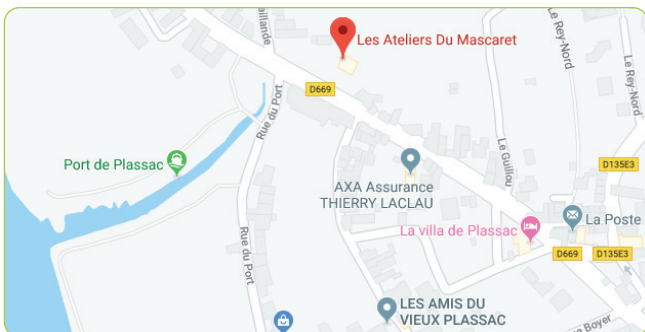 aillande
Les Ateliers Du Mascaret
D669
Rue du Port
Le Rey-Nord
Le Rey-Nord
Port de Plassac
Le Guillou
D135E3
AXA Assurance
THIERRY LACLAU
La Poste
La villa de Plassac
Rue du Port
D669
D135E3
LES AMIS DU
VIEUX PLASSAC
e Boyer